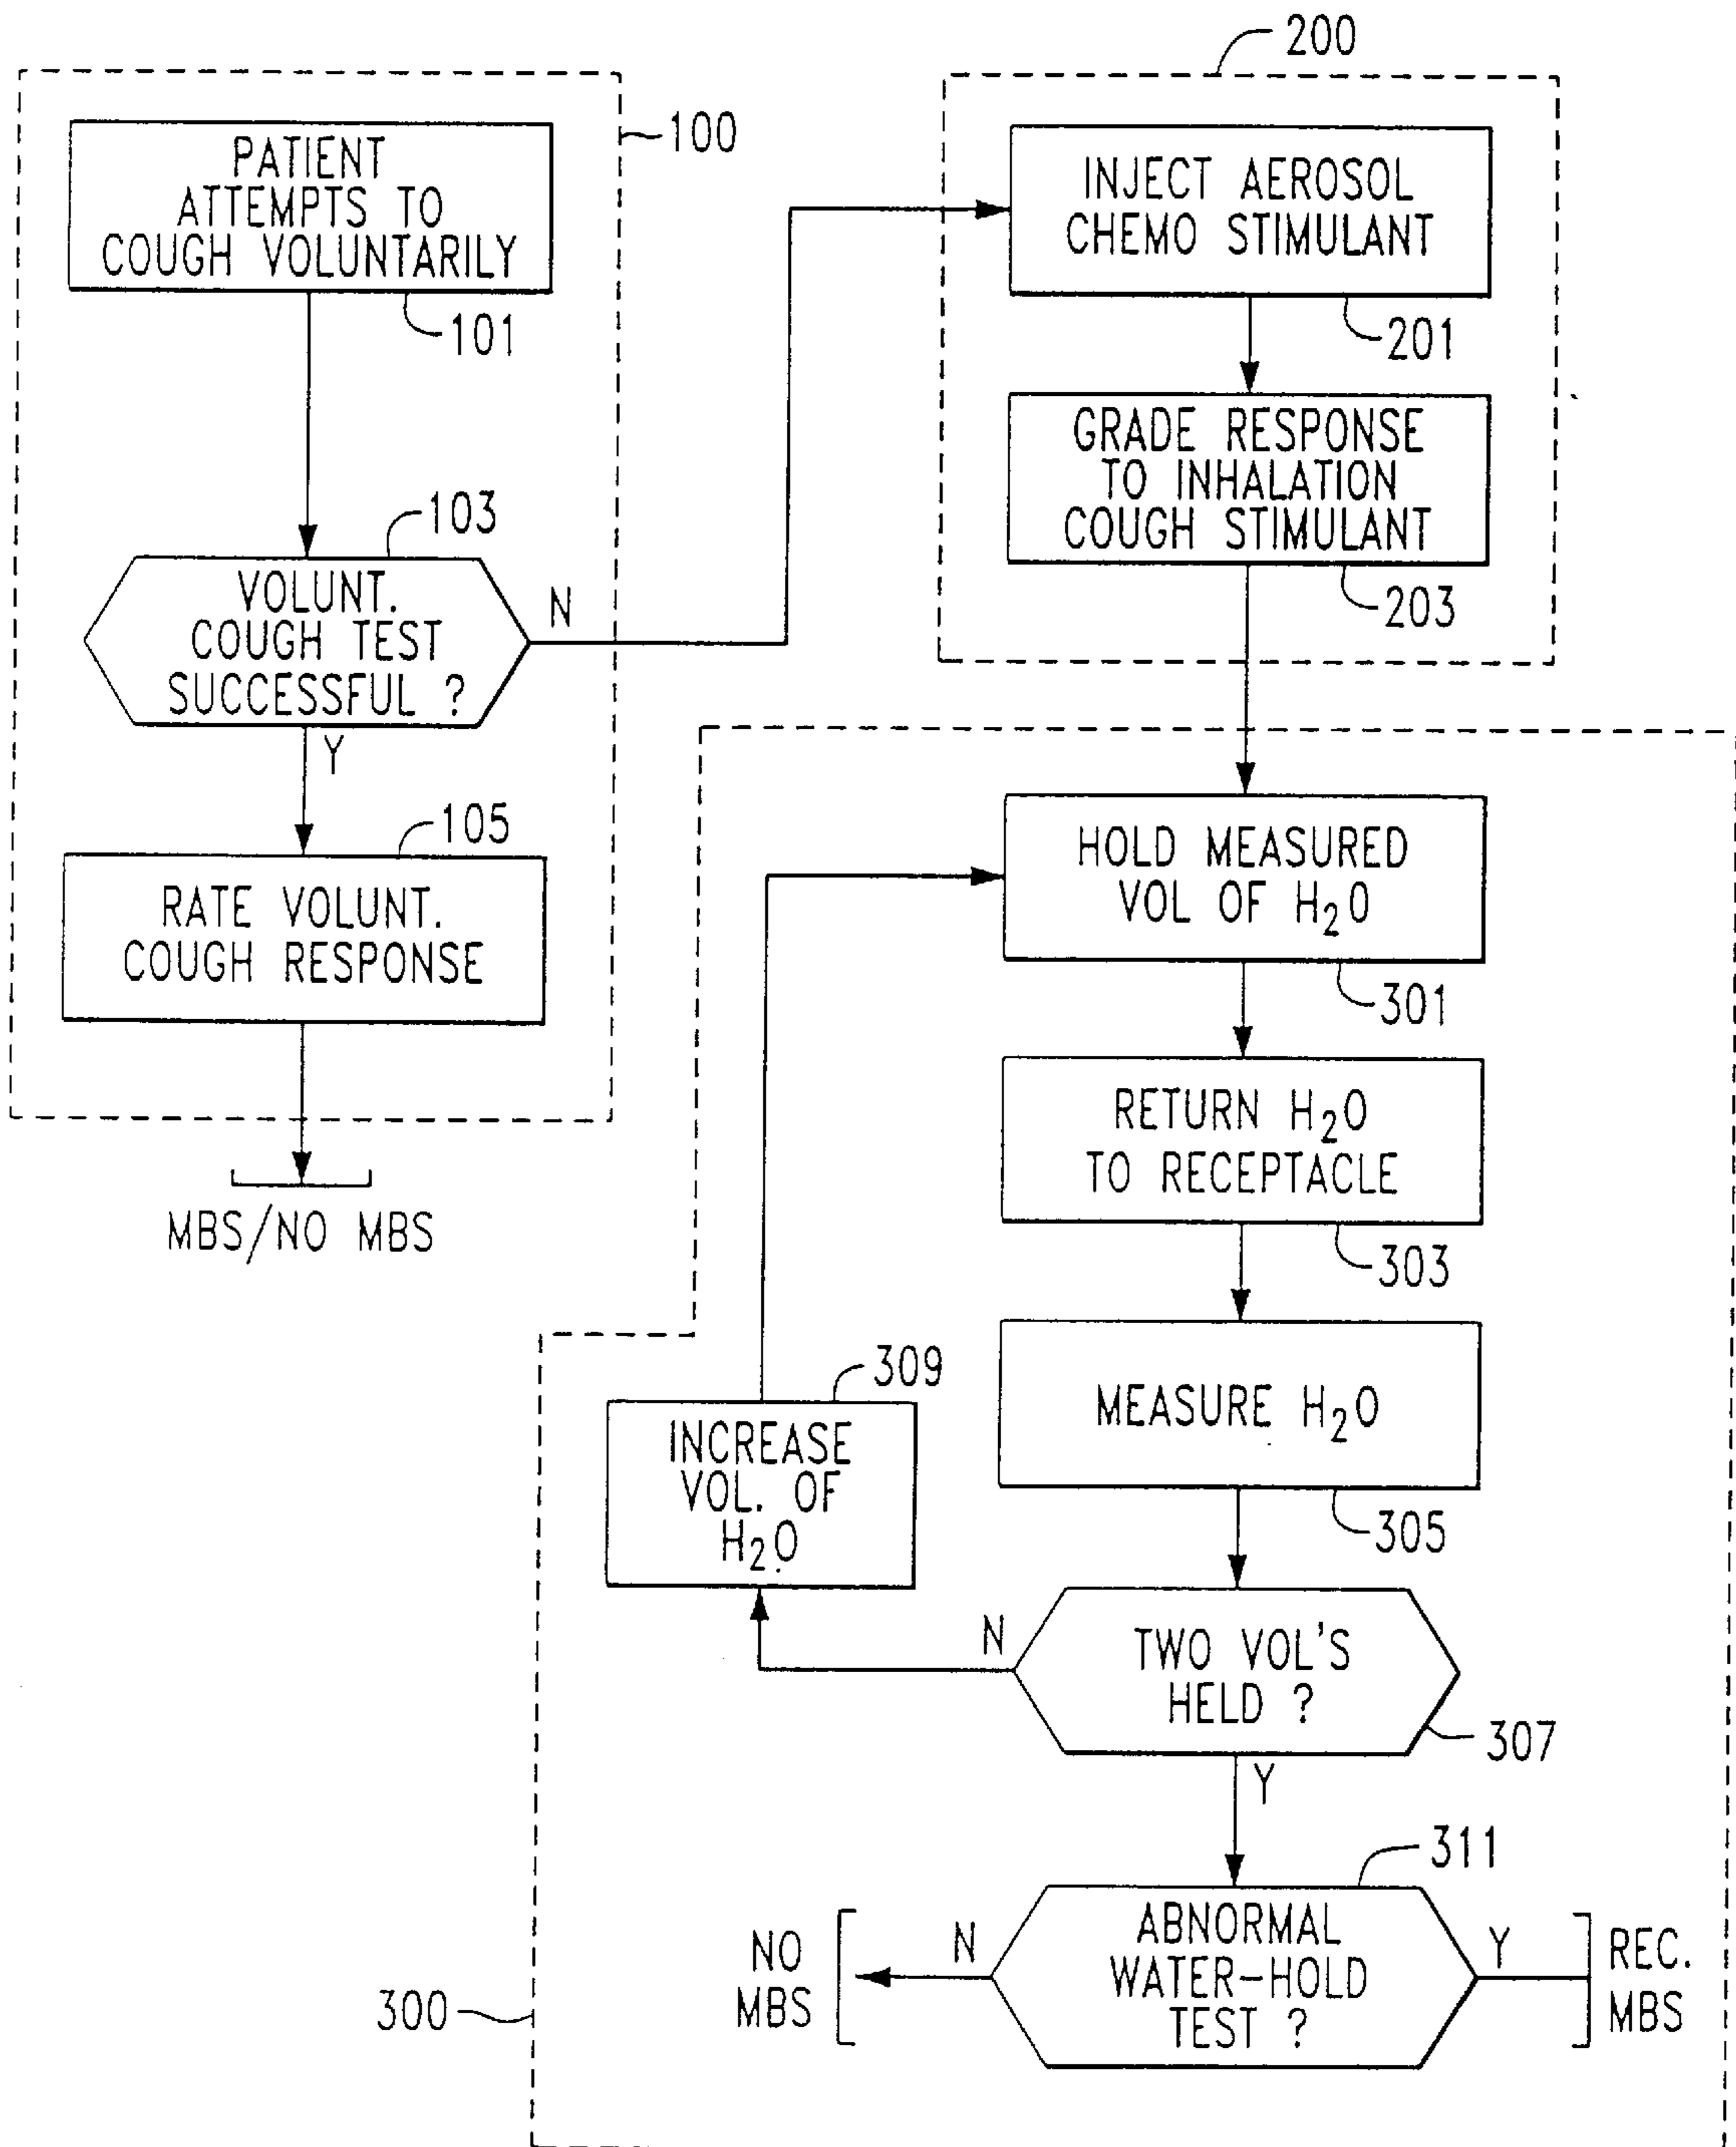 200
100
PATIENT
ATTEMPTS TO
COUGH VOLUNTARILY
101
INJECT AEROSOL
CHEMO STIMULANT
201
GRADE RESPONSE
TO INHALATION
COUGH STIMULANT
203
103
VOLUNT.
COUGH TEST
SUCCESSFUL ?
N
Y
105
RATE VOLUNT.
COUGH RESPONSE
MBS/NO MBS
HOLD MEASURED
VOL OF H₂O
301
RETURN H₂O
TO RECEPTACLE
303
MEASURE H₂O
305
309
INCREASE
VOL. OF
H₂O
N
TWO VOL'S
HELD ?
307
Y
311
ABNORMAL
WATER-HOLD
TEST ?
N
NO
MBS
Y
REC.
MBS
300